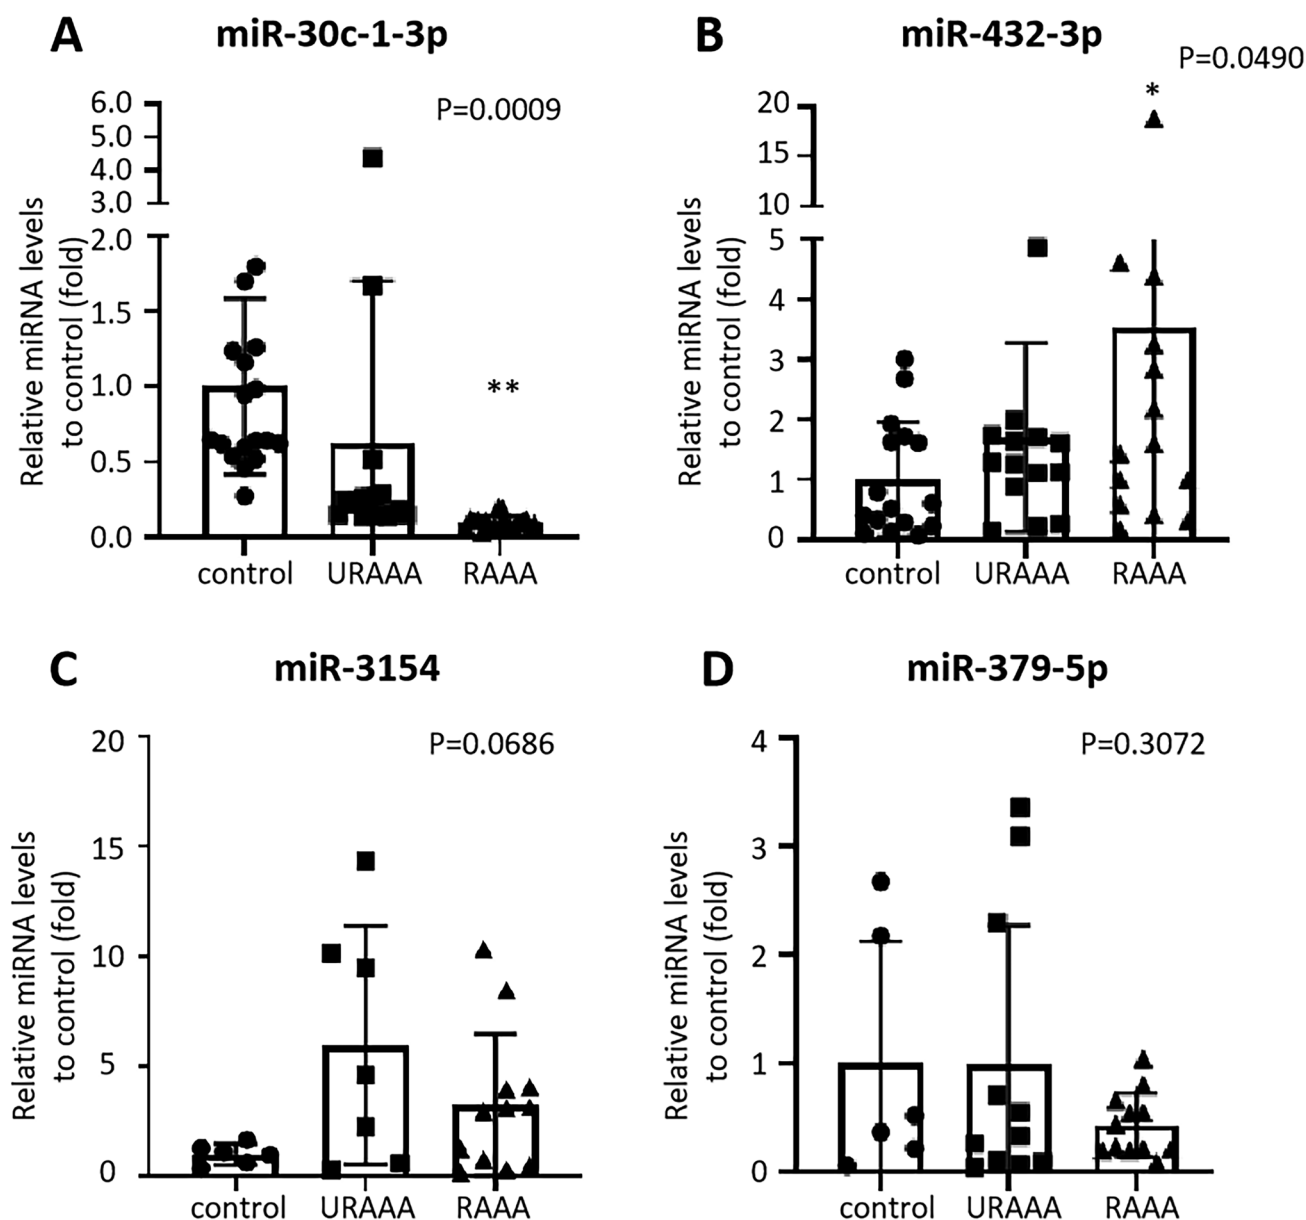 A
miR-30c-1-3p
P=0.0009
Relative miRNA levels
to control (fold)
6.0
5.0
4.0
3.0
2.0
1.5
1.0
0.5
0.0
**
control
URAAA
RAAA
B
miR-432-3p
P=0.0490
*
Relative miRNA levels
to control (fold)
20
15
10
5
4
3
2
1
0
control
URAAA
RAAA
C
miR-3154
P=0.0686
Relative miRNA levels
to control (fold)
20
15
10
5
0
control
URAAA
RAAA
D
miR-379-5p
P=0.3072
Relative miRNA levels
to control (fold)
4
3
2
1
0
control
URAAA
RAAA